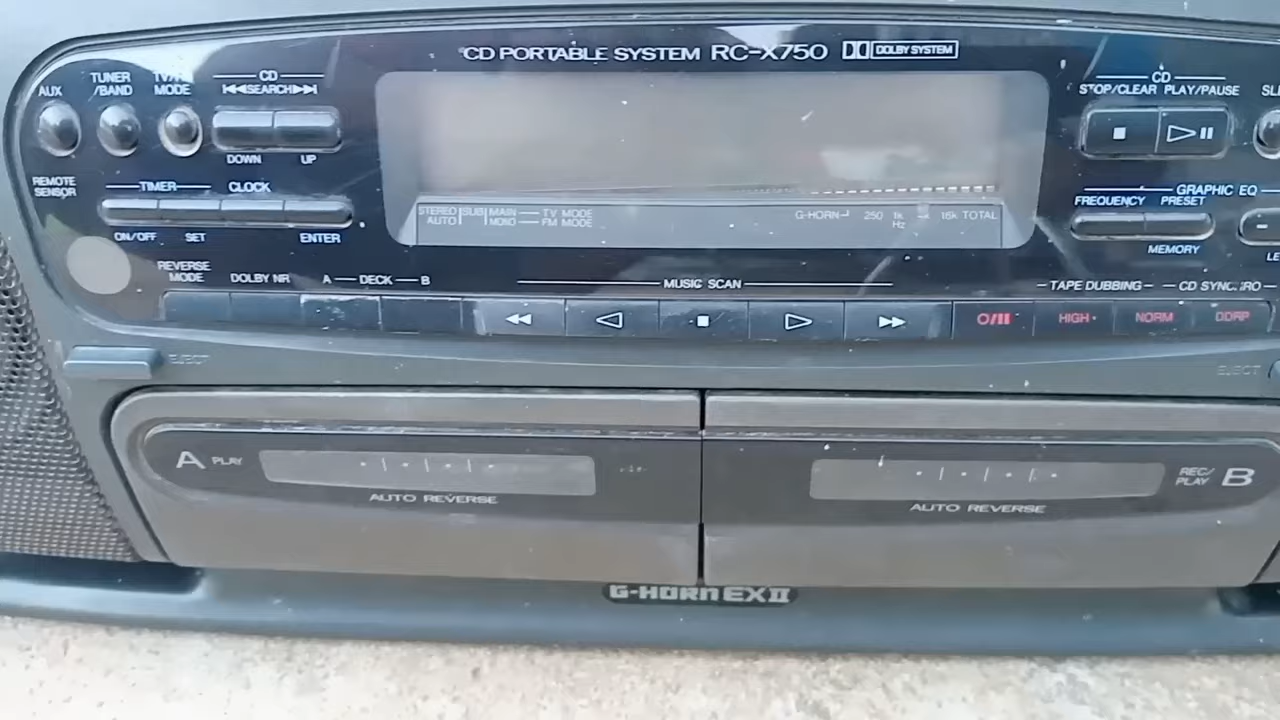 CD PORTABLE SYSTEM RC-X750 DOLBY SYSTEM
AUX
TUNER
/BAND
MODE
CD
SEARCH
DOWN UP
REMOTE
SENSOR
TIMER CLOCK
ON/OFF SET ENTER
STEREO SUB MAIN TV MODE
AUTO MONO FM MODE
G-HORN 250 1k 16k TOTAL
Hz
CD
STOP/CLEAR PLAY/PAUSE
GRAPHIC EQ
FREQUENCY PRESET
MEMORY
REVERSE
MODE
DOLBY NR
A DECK B
MUSIC SCAN
TAPE DUBBING
CD
HIGH
NORM
DDRP
EJECT
EJECT
A PLAY
AUTO REVERSE
REC/
PLAY B
AUTO REVERSE
G-HORN EX II